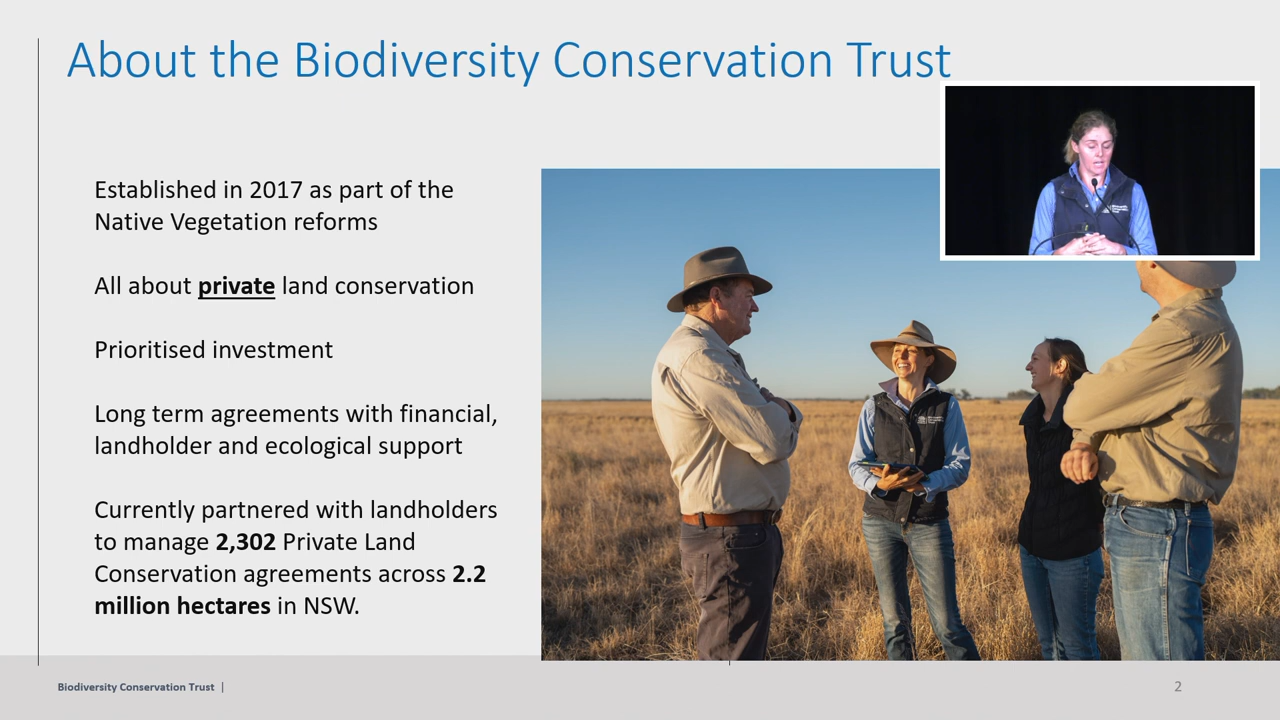 About the Biodiversity Conservation Trust
Established in 2017 as part of the
Native Vegetation reforms
All about private land conservation
Prioritised investment
Long term agreements with financial,
landholder and ecological support
Currently partnered with landholders
to manage 2,302 Private Land
Conservation agreements across 2.2
million hectares in NSW.
Biodiversity Conservation Trust |
2